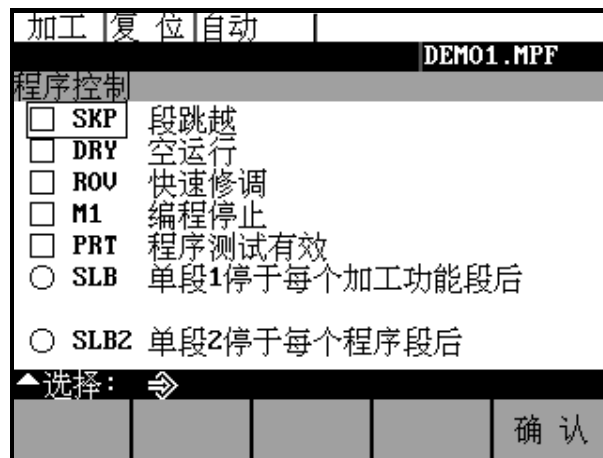 加工 复 位 自动
DEMO1.MPF
程序控制
SKP 段跳越
DRY 空运行
ROV 快速修调
M1 编程停止
PRT 程序测试有效
SLB 单段1停于每个加工功能段后
SLB2 单段2停于每个程序段后
选择:
确 认